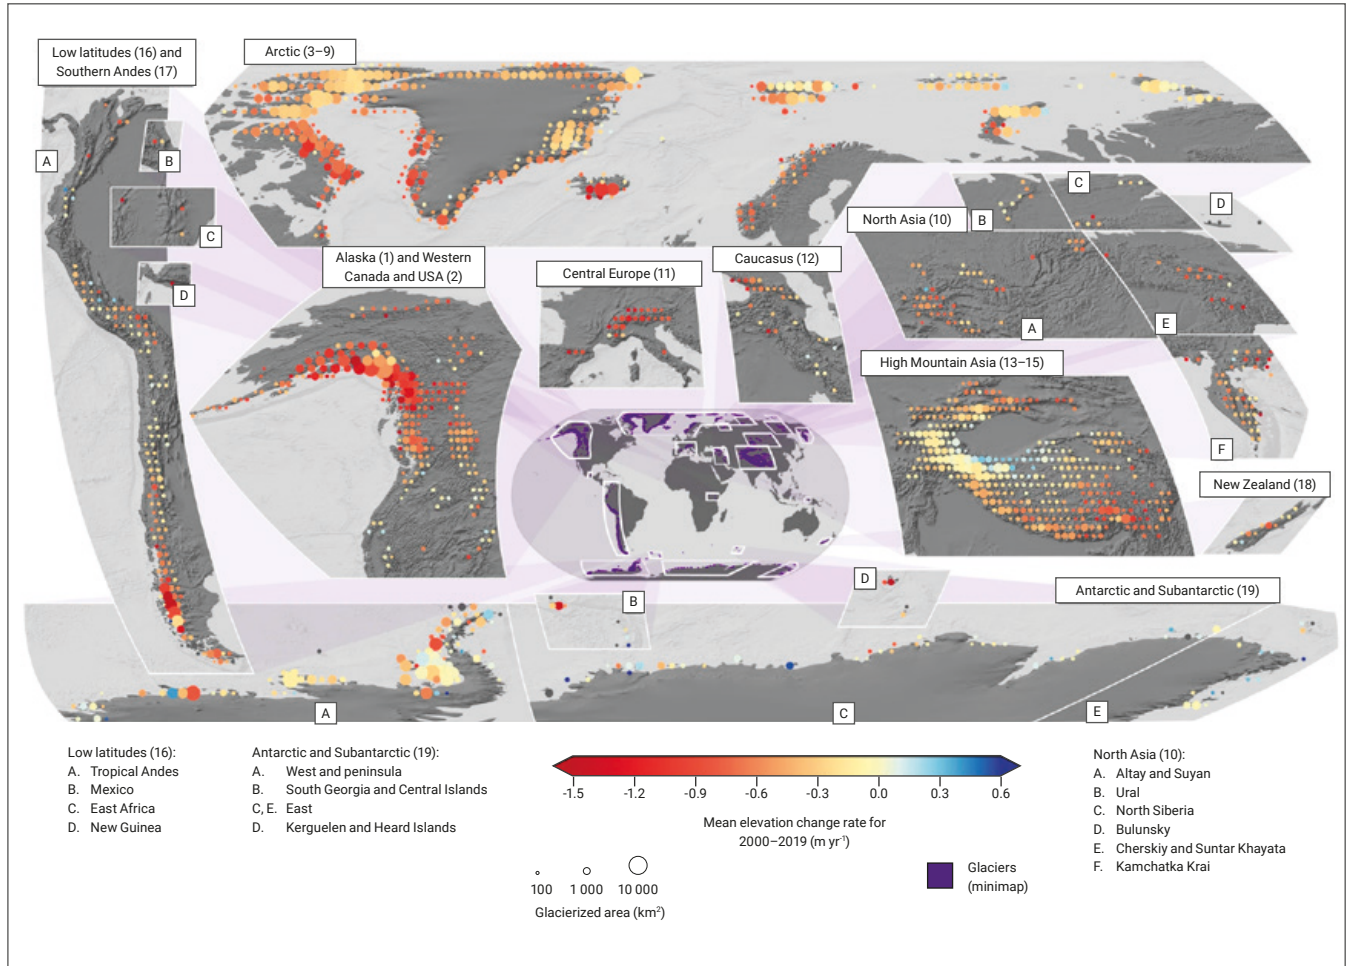 Low latitudes (16) and
Southern Andes (17)
Arctic (3–9)
A
B
C
D
Alaska (1) and Western
Canada and USA (2)
Central Europe (11)
Caucasus (12)
North Asia (10)
B
C
D
A
E
F
High Mountain Asia (13–15)
New Zealand (18)
Antarctic and Subantarctic (19)
B
D
A
C
E
Low latitudes (16):
A. Tropical Andes
B. Mexico
C. East Africa
D. New Guinea
Antarctic and Subantarctic (19):
A. West and peninsula
B. South Georgia and Central Islands
C, E. East
D. Kerguelen and Heard Islands
-1.5 -1.2 -0.9 -0.6 -0.3 0.0 0.3 0.6
Mean elevation change rate for
2000–2019 (m yr⁻¹)
100 1 000 10 000
Glacierized area (km²)
Glaciers
(minimap)
North Asia (10):
A. Altay and Suyan
B. Ural
C. North Siberia
D. Bulunsky
E. Cherskiy and Suntar Khayata
F. Kamchatka Krai